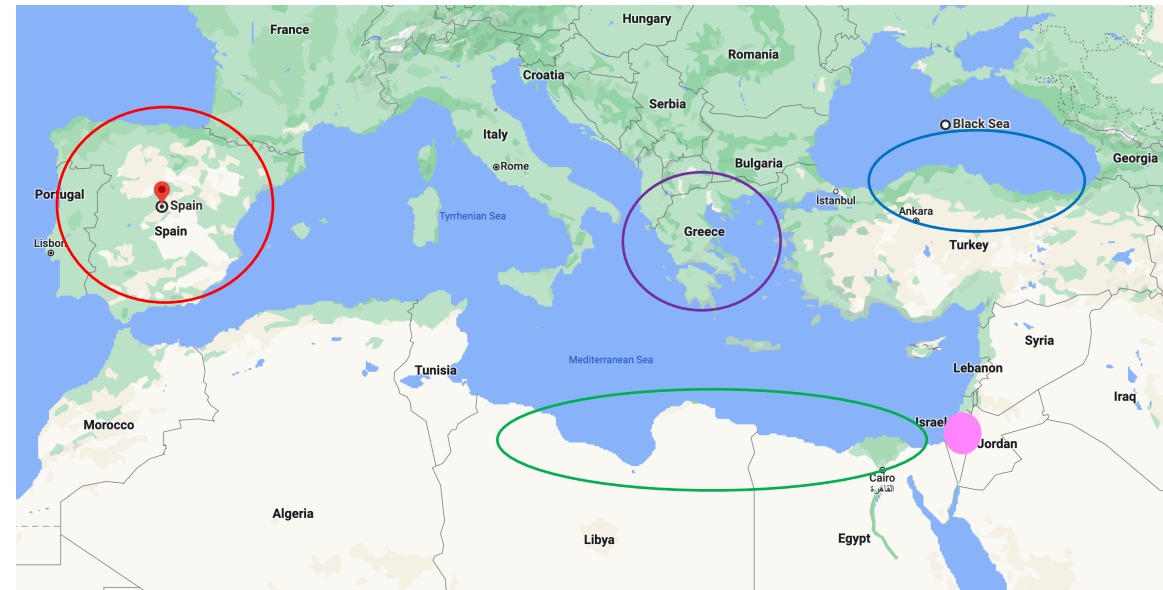 Hungary
France
Romania
Croatia
Serbia
Black Sea
Italy
Georgia
Bulgaria
Rome
Portugal
Spain
İstanbul
Ankara
Tyrrhenian Sea
Spain
Greece
Lisbon
Turkey
Syria
Mediterranean Sea
Lebanon
Tunisia
Iraq
Israel
Morocco
Jordan
Cairo
القاهرة
Algeria
Libya
Egypt